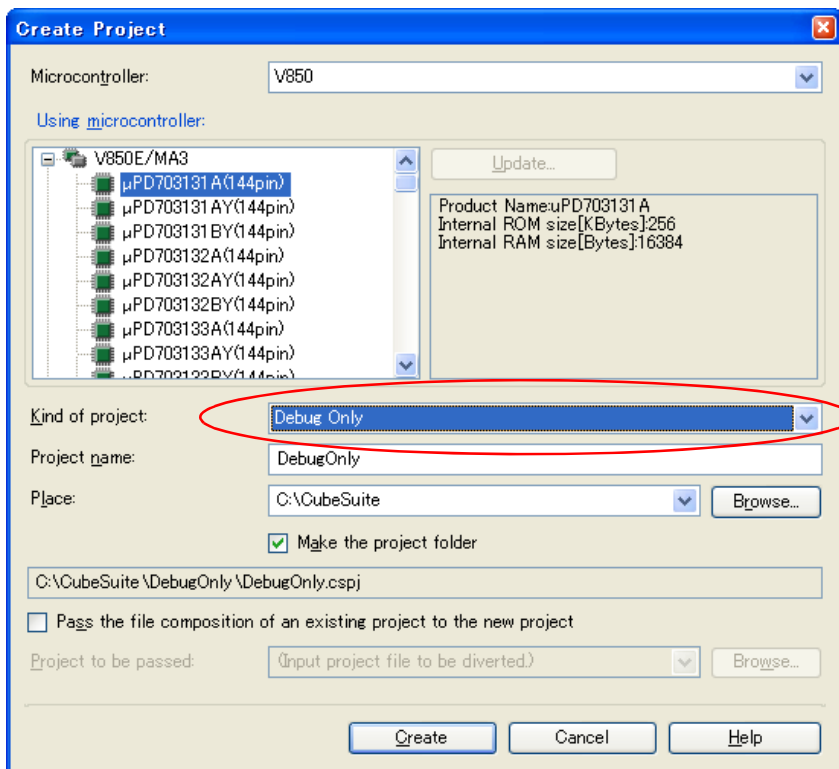 Create Project
Microcontroller:
V850
Using microcontroller:
V850E/MA3
μPD703131A(144pin)
μPD703131AY(144pin)
μPD703131BY(144pin)
μPD703132A(144pin)
μPD703132AY(144pin)
μPD703132BY(144pin)
μPD703133A(144pin)
μPD703133AY(144pin)
μPD703133BY(144pin)
Update...
Product Name:uPD703131A
Internal ROM size[KBytes]:256
Internal RAM size[Bytes]:16384
Kind of project:
Debug Only
Project name:
DebugOnly
Place:
C:\CubeSuite
Browse...
Make the project folder
C:\CubeSuite\DebugOnly\DebugOnly.cspj
Pass the file composition of an existing project to the new project
Project to be passed:
(Input project file to be diverted.)
Browse...
Create
Cancel
Help